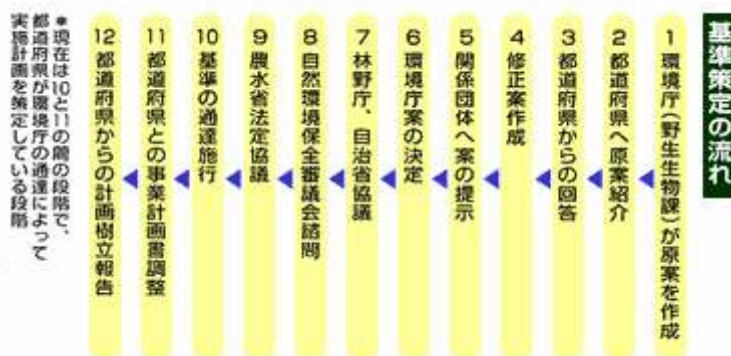 基準策定の流れ
1 環境庁(野生生物課)が原案を作成
2 都道府県へ原案紹介
3 都道府県からの回答
4 修正案作成
5 関係団体へ案の提示
6 環境庁案の決定
7 林野庁、自治省協議
8 自然環境保全審議会諮問
9 農水省法定協議
10 基準の通達施行
11 都道府県との事業計画書調整
12 都道府県からの計画樹立報告
*現在は10と11の間の段階で、
都道府県が環境庁の通達によって
実施計画を策定している段階